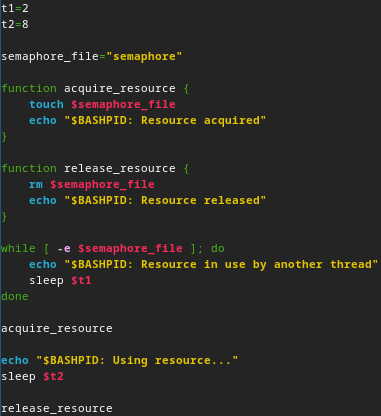 t1=2
t2=8
semaphore_file="semaphore"
function acquire_resource {
    touch $semaphore_file
    echo "$BASHPID: Resource acquired"
}
function release_resource {
    rm $semaphore_file
    echo "$BASHPID: Resource released"
}
while [ -e $semaphore_file ]; do
    echo "$BASHPID: Resource in use by another thread"
    sleep $t1
done
acquire_resource
echo "$BASHPID: Using resource..."
sleep $t2
release_resource